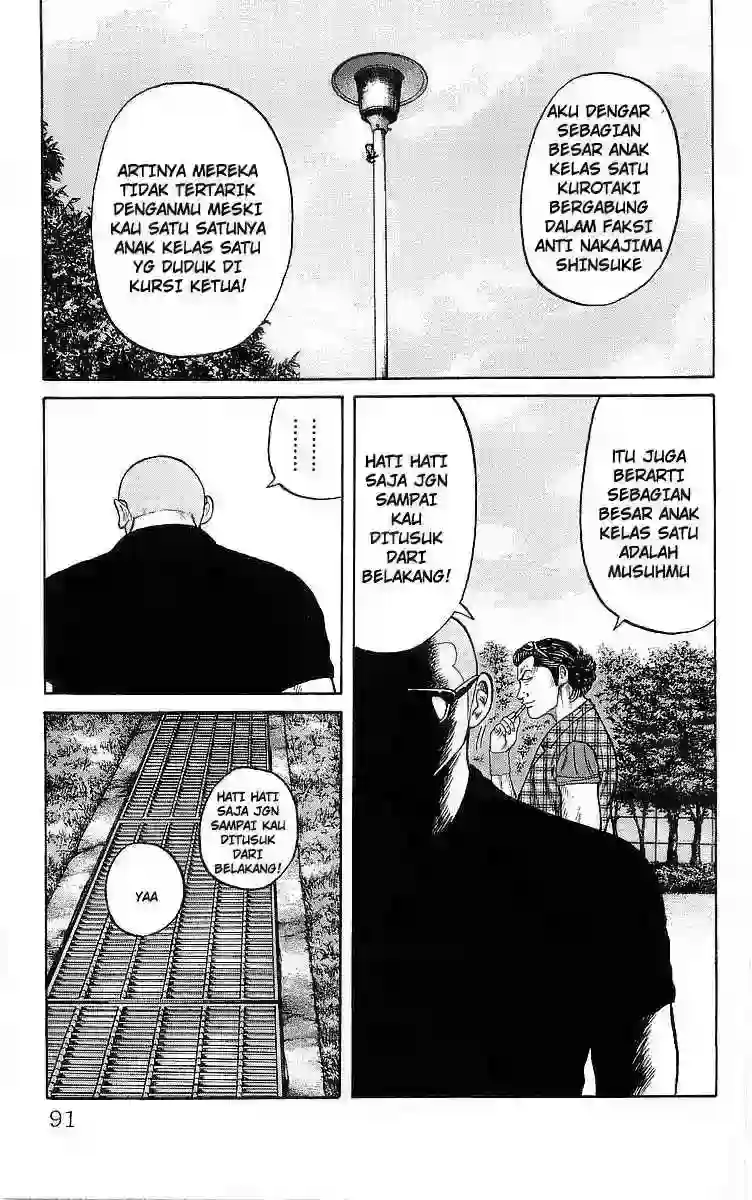 AKU DENGAR
SEBAGIAN
BESAR ANAK
KELAS SATU
KUROTAKI
BERGABUNG
DALAM FAKSI
ANTI NAKAJIMA
SHINSUKE
ARTINYA MEREKA
TIDAK TERTARIK
DENGANMU MESKI
KAU SATU SATUNYA
ANAK KELAS SATU
YG DUDUK DI
KURSI KETUA!
ITU JUGA
BERARTI
SEBAGIAN
BESAR ANAK
KELAS SATU
ADALAH
MUSUHMU
HATI HATI
SAJA JGN
SAMPAI
KAU
DITUSUK
DARI
BELAKANG!
HATI HATI
SAJA JGN
SAMPAI KAU
DITUSUK
DARI
BELAKANG!
YAA
91